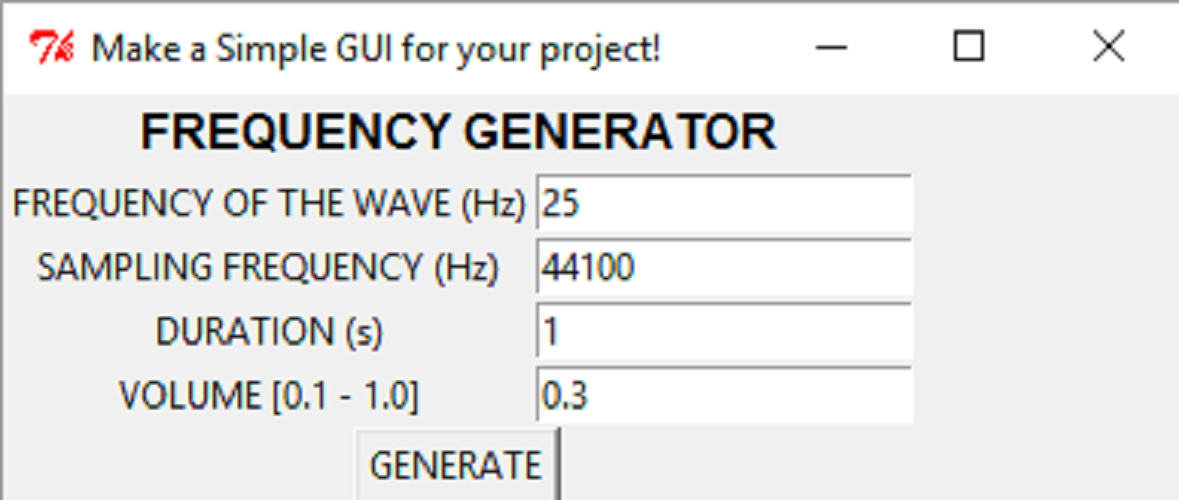 Make a Simple GUI for your project!
FREQUENCY GENERATOR
FREQUENCY OF THE WAVE (Hz) 25
SAMPLING FREQUENCY (Hz) 44100
DURATION (s) 1
VOLUME [0.1 - 1.0] 0.3
GENERATE